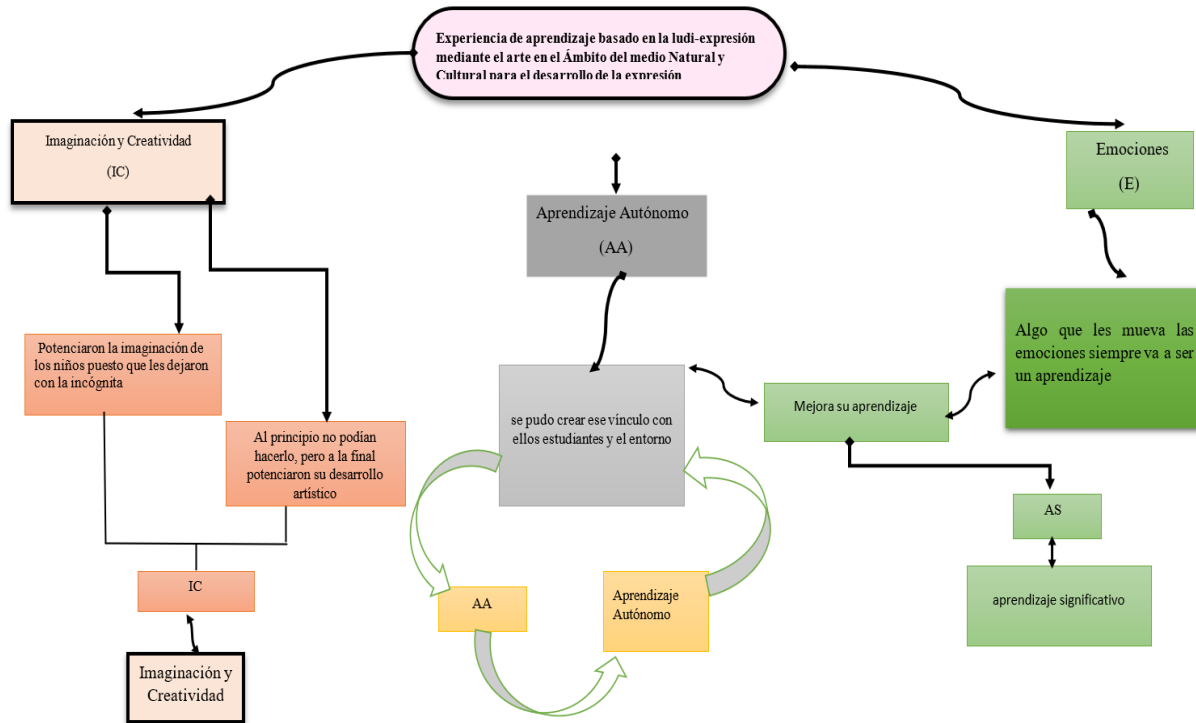 Experiencia de aprendizaje basado en la ludi-expresión
mediante el arte en el Ámbito del medio Natural y
Cultural para el desarrollo de la expresión
Imaginación y Creatividad
(IC)
Emociones
(E)
Aprendizaje Autónomo
(AA)
Potenciaron la imaginación de
los niños puesto que les dejaron
con la incógnita
Algo que les mueva las
emociones siempre va a ser
un aprendizaje
se pudo crear ese vínculo con
ellos estudiantes y el entorno
Mejora su aprendizaje
Al principio no podían
hacerlo, pero a la final
potenciaron su desarrollo
artístico
AS
IC
AA
Aprendizaje
Autónomo
aprendizaje significativo
Imaginación y
Creatividad